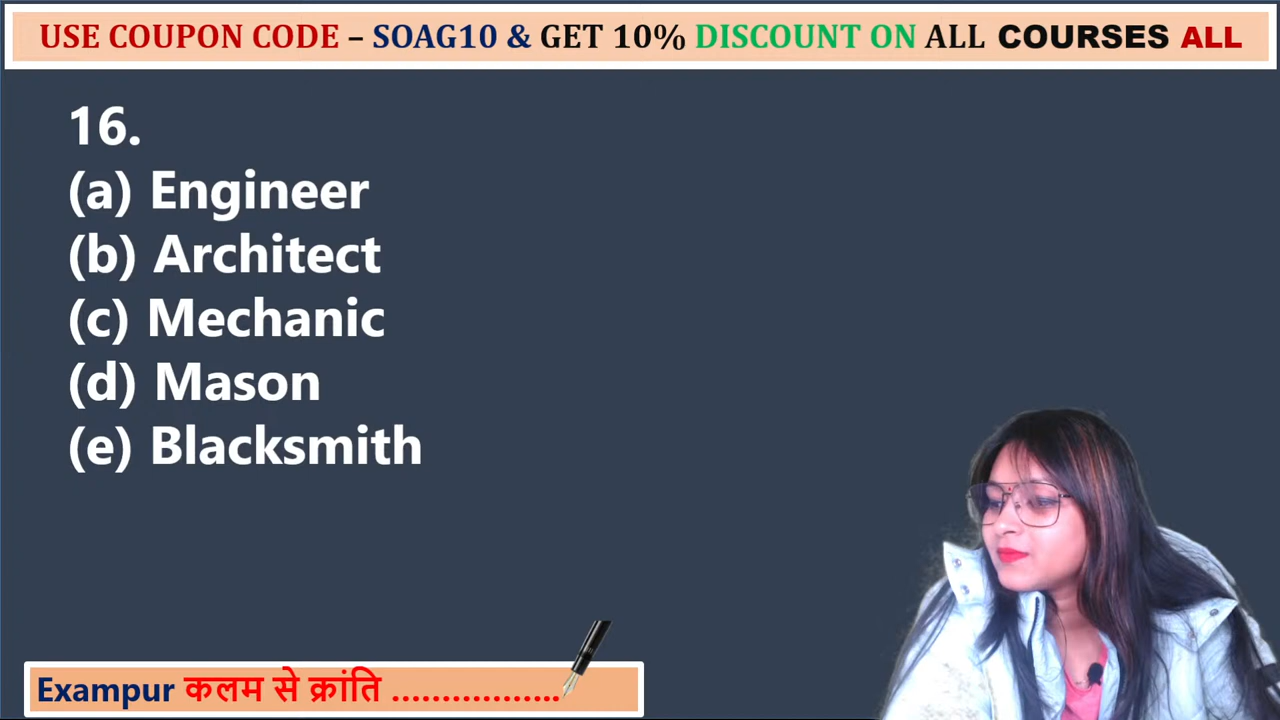 USE COUPON CODE – SOAG10 & GET 10% DISCOUNT ON ALL COURSES ALL
16.
(a) Engineer
(b) Architect
(c) Mechanic
(d) Mason
(e) Blacksmith
Exampur कलम से क्रांति .................